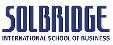 SOLBRIDGE
INTERNATIONAL SCHOOL OF BUSINESS